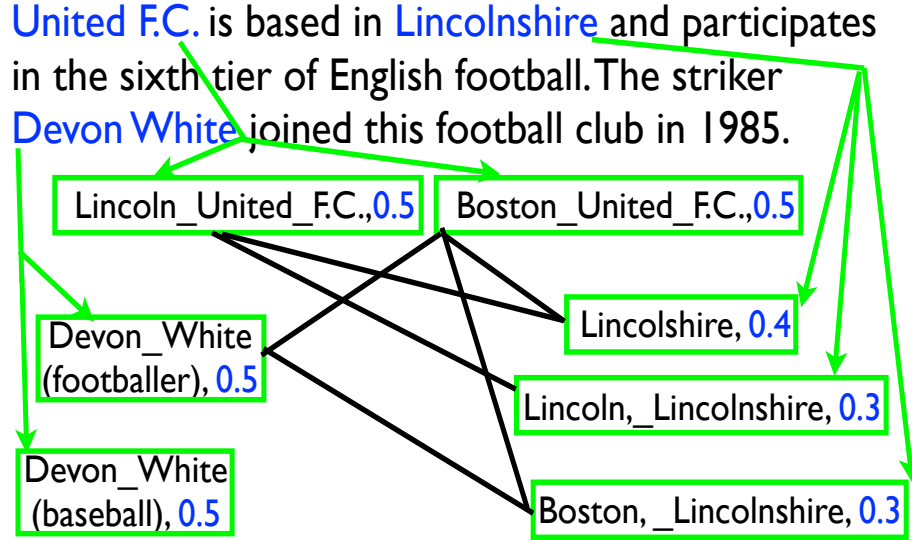 United F.C. is based in Lincolnshire and participates
in the sixth tier of English football. The striker
Devon White joined this football club in 1985.
Lincoln_United_F.C.,0.5
Boston_United_F.C.,0.5
Lincolshire, 0.4
Devon_White
(footballer), 0.5
Lincoln,_Lincolnshire, 0.3
Devon_White
(baseball), 0.5
Boston, _Lincolnshire, 0.3